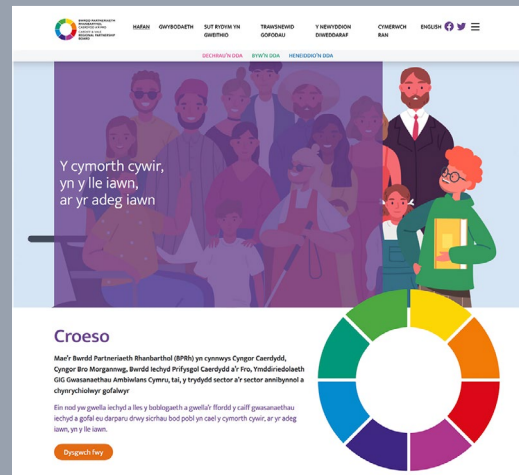 BWRDD PARTNERIAETH
RHANBARTHOL
CAERDYDD A'R FRO
CARDIFF & VALE
REGIONAL PARTNERSHIP
BOARD
HAFAN GWYBODAETH SUT RYDYM YN GWEITHIO TRAWSNEWID GOFODAU Y NEWYDDION DIWEDDARAF CYMERWCH RAN ENGLISH
DECHRAU'N DDA BYW'N DDA HENEIDDIO'N DDA
Y cymorth cywir,
yn y lle iawn,
ar yr adeg iawn
Croeso
Mae'r Bwrdd Partneriaeth Rhanbarthol (BPRh) yn cynnwys Cyngor Caerdydd,
Cyngor Bro Morgannwg, Bwrdd Iechyd Prifysgol Caerdydd a'r Fro, Ymddiriedolaeth
GIG Gwasanaethau Ambiwlans Cymru, tai, y trydydd sector a'r sector annibynnol a
chynrychiolwyr gofalwyr
Ein nod yw gwella iechyd a lles y boblogaeth a gwella'r ffordd y caiff gwasanaethau
iechyd a gofal eu darparu drwy sicrhau bod pobl yn cael y cymorth cywir, ar yr adeg
iawn, yn y lle iawn.
Dysgwch fwy